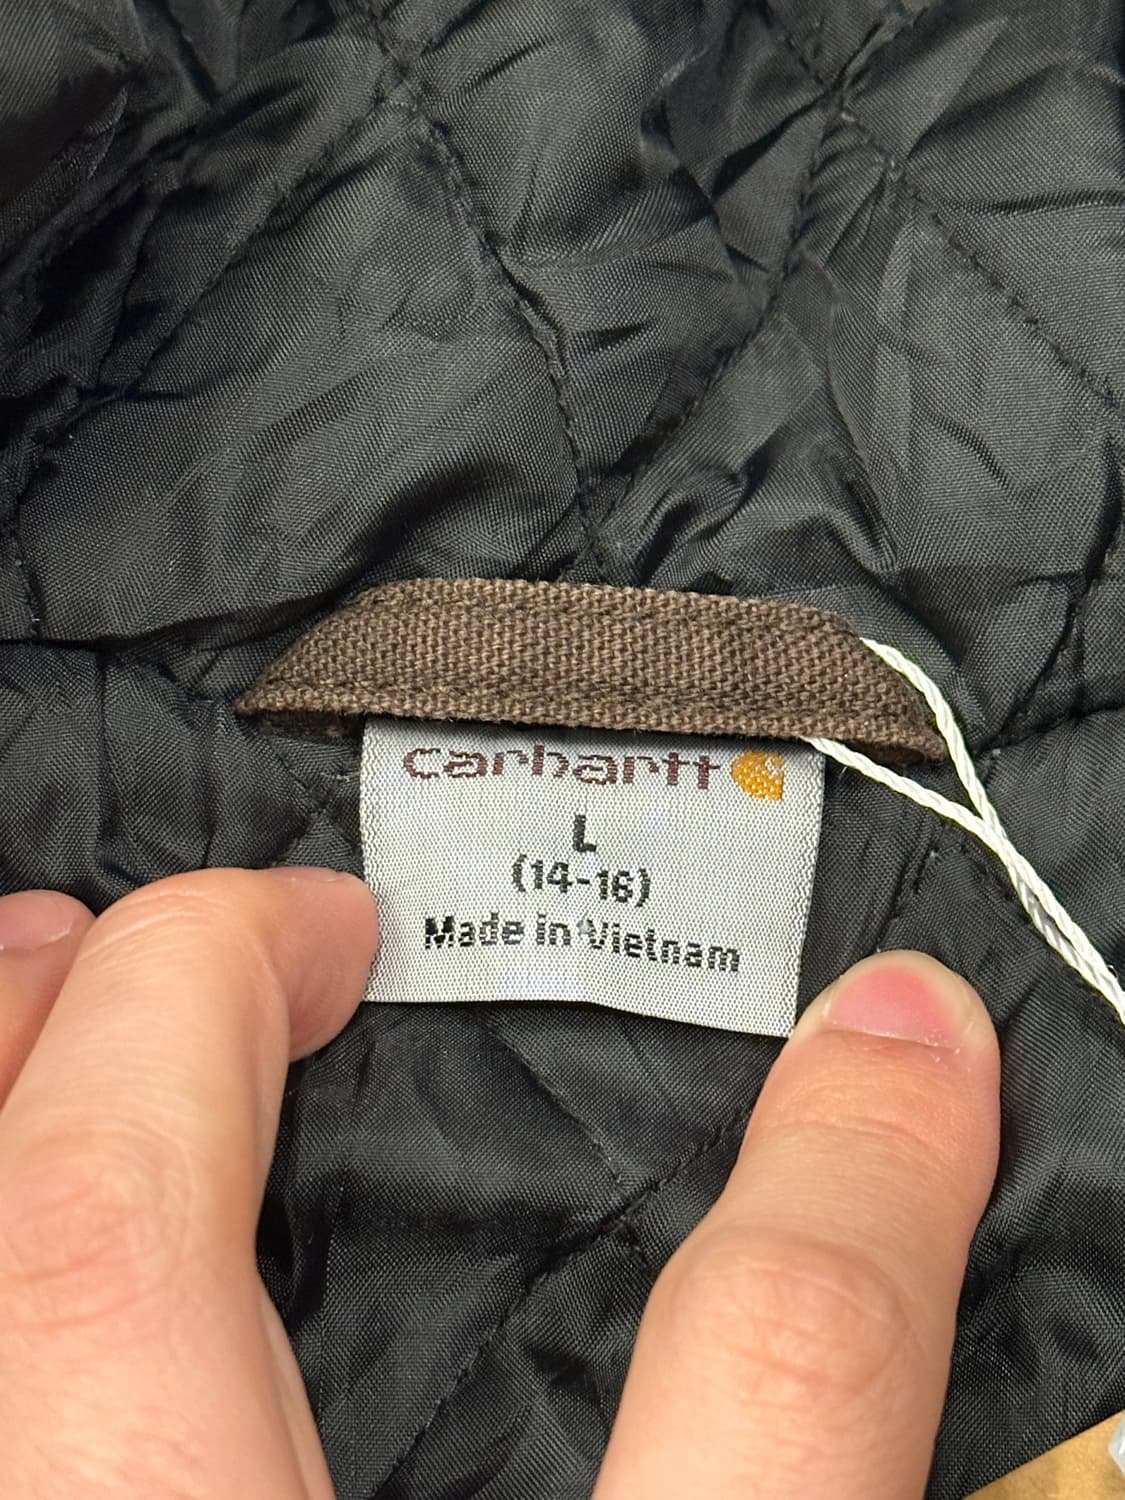 carhartt
L
(14-16)
Made in Vietnam